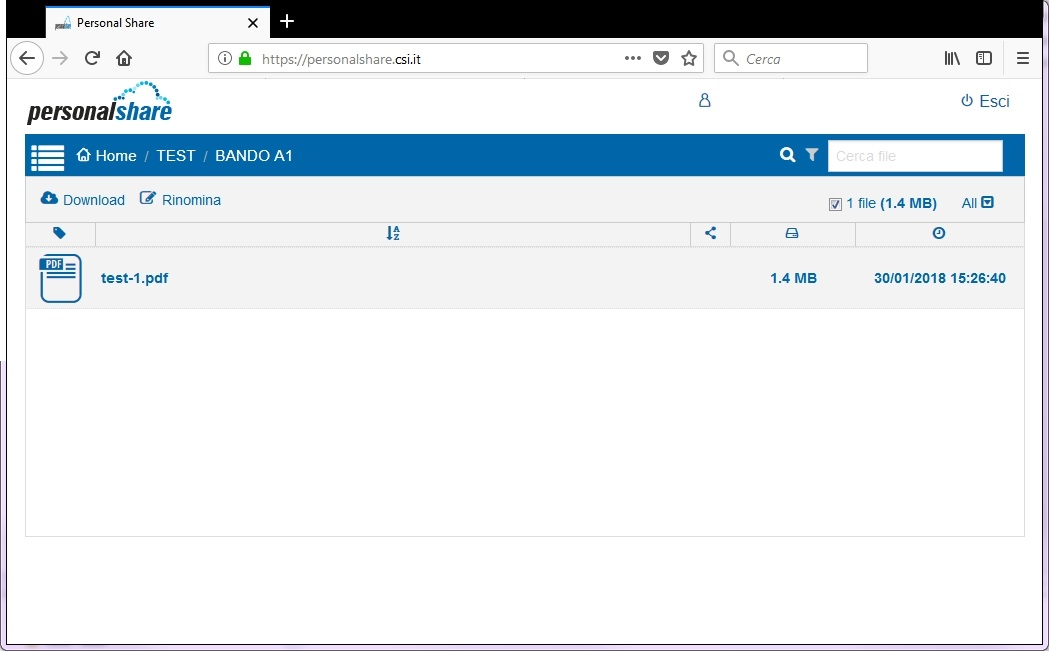 Personal Share
https://personalshare.csi.it
Cerca
personalshare
Esci
Home / TEST / BANDO A1
Cerca file
Download Rinomina
1 file (1.4 MB) All
PDF
test-1.pdf 1.4 MB 30/01/2018 15:26:40